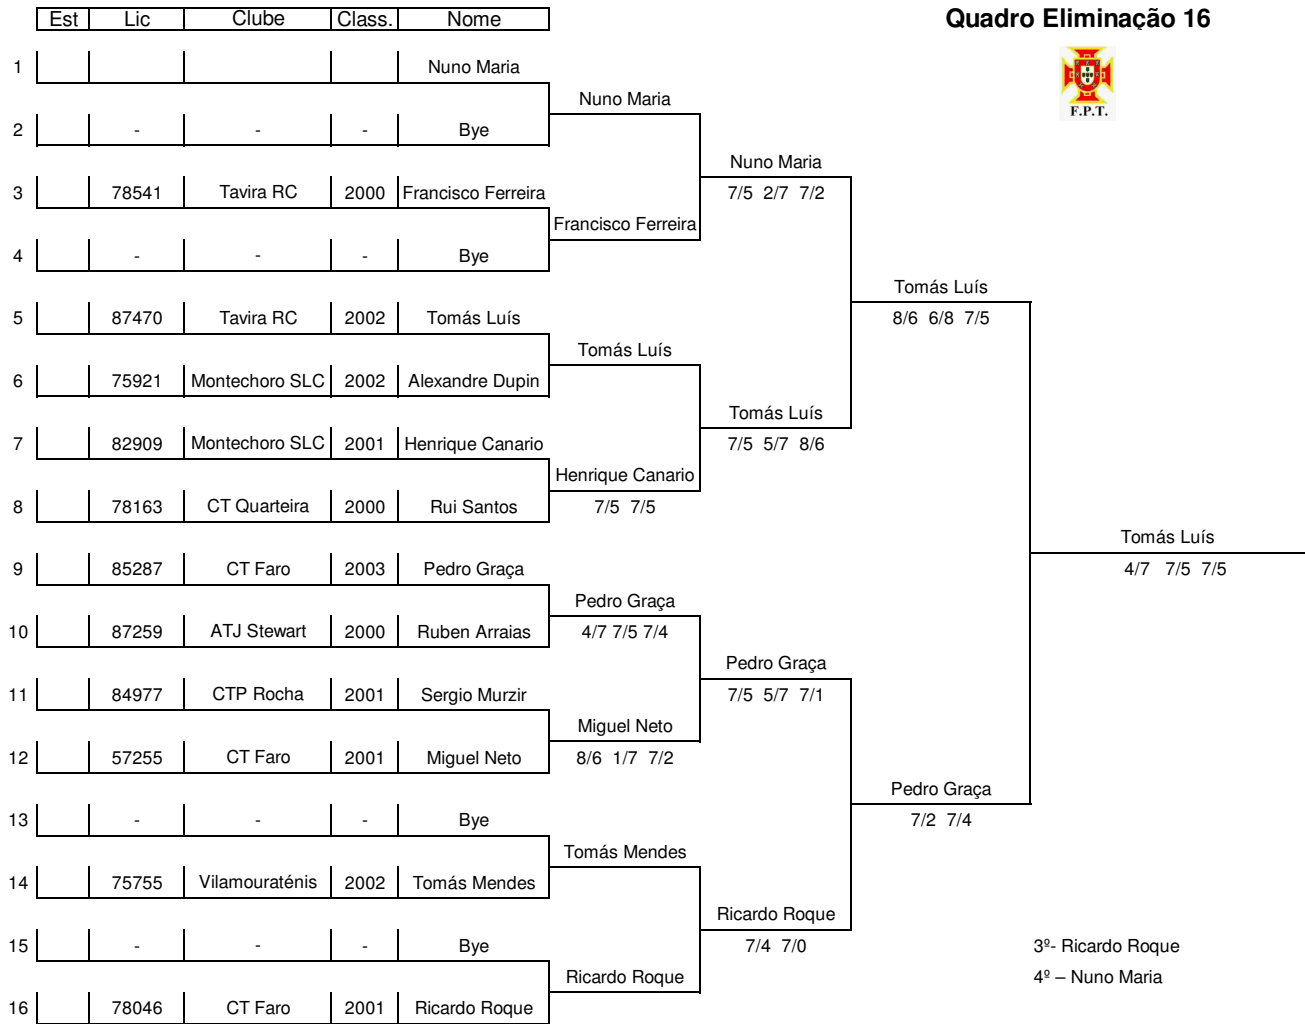 Est Lic Clube Class. Nome
Quadro Eliminação 16
F.P.T.
1 Nuno Maria
Nuno Maria
2 - - - Bye
Nuno Maria
3 78541 Tavira RC 2000 Francisco Ferreira
7/5 2/7 7/2
Francisco Ferreira
4 - - - Bye
Tomás Luís
5 87470 Tavira RC 2002 Tomás Luís
8/6 6/8 7/5
Tomás Luís
6 75921 Montechoro SLC 2002 Alexandre Dupin
Tomás Luís
7 82909 Montechoro SLC 2001 Henrique Canario
7/5 5/7 8/6
Henrique Canario
8 78163 CT Quarteira 2000 Rui Santos
7/5 7/5
Tomás Luís
9 85287 CT Faro 2003 Pedro Graça
4/7 7/5 7/5
Pedro Graça
10 87259 ATJ Stewart 2000 Ruben Arraias
4/7 7/5 7/4
Pedro Graça
11 84977 CTP Rocha 2001 Sergio Murzir
7/5 5/7 7/1
Miguel Neto
12 57255 CT Faro 2001 Miguel Neto
8/6 1/7 7/2
Pedro Graça
13 - - - Bye
7/2 7/4
Tomás Mendes
14 75755 Vilamouraténis 2002 Tomás Mendes
Ricardo Roque
15 - - - Bye
7/4 7/0
3º- Ricardo Roque
Ricardo Roque
4º – Nuno Maria
16 78046 CT Faro 2001 Ricardo Roque